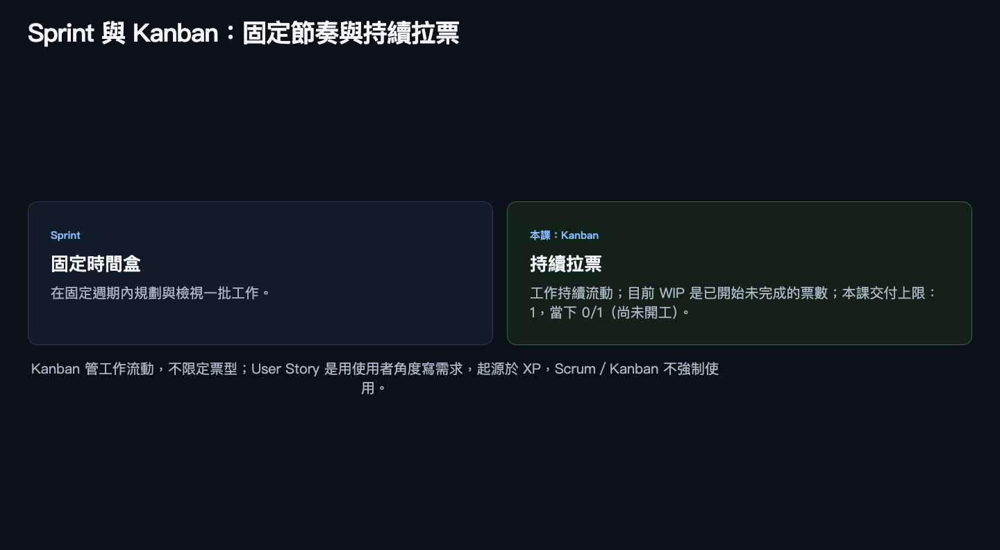 Sprint 與 Kanban：固定節奏與持續拉票
Sprint
固定時間盒
在固定週期內規劃與檢視一批工作。
本課：Kanban
持續拉票
工作持續流動；目前 WIP 是已開始未完成的票數；本課交付上限：
1，當下 0/1（尚未開工）。
Kanban 管工作流動，不限定票型；User Story 是用使用者角度寫需求，起源於 XP，Scrum / Kanban 不強制使
用。